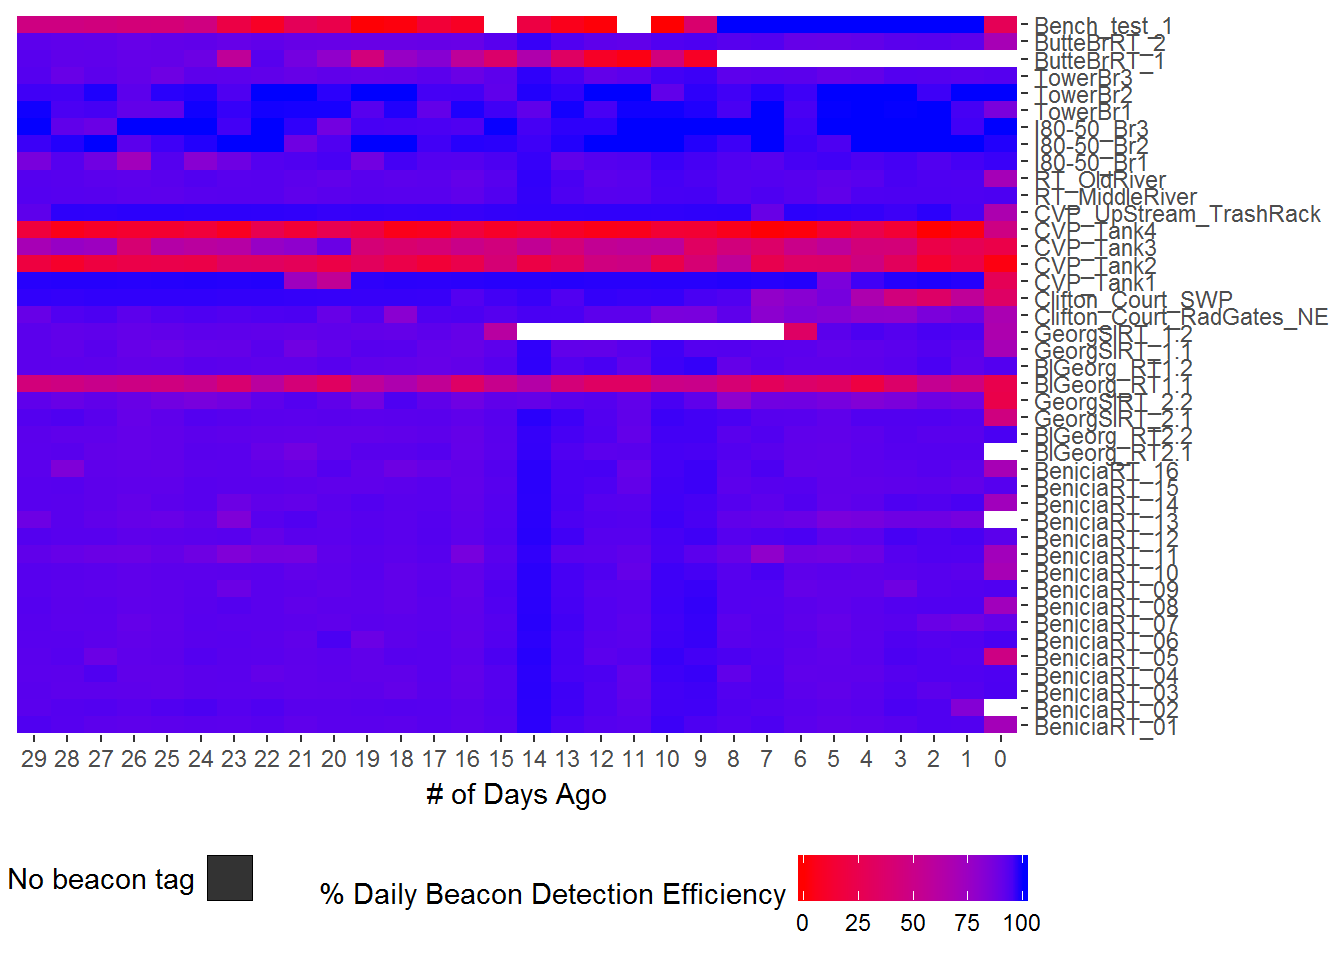 Bench_test_1
ButteBrRT_2
ButteBrRT_1
TowerBr3
TowerBr2
TowerBr1
I80-50_Br3
I80-50_Br2
I80-50_Br1
RT_OldRiver
RT_MiddleRiver
CVP_UpStream_TrashRack
CVP_Tank4
CVP_Tank3
CVP_Tank2
CVP_Tank1
Clifton_Court_SWP
Clifton_Court_RadGates_NE
GeorgSlRT_1.2
GeorgSlRT_1.1
BlGeorg_RT1.2
BlGeorg_RT1.1
GeorgSlRT_2.2
GeorgSlRT_2.1
BlGeorg_RT2.2
BlGeorg_RT2.1
BeniciaRT_16
BeniciaRT_15
BeniciaRT_14
BeniciaRT_13
BeniciaRT_12
BeniciaRT_11
BeniciaRT_10
BeniciaRT_09
BeniciaRT_08
BeniciaRT_07
BeniciaRT_06
BeniciaRT_05
BeniciaRT_04
BeniciaRT_03
BeniciaRT_02
BeniciaRT_01
29 28 27 26 25 24 23 22 21 20 19 18 17 16 15 14 13 12 11 10 9 8 7 6 5 4 3 2 1 0
# of Days Ago
No beacon tag
% Daily Beacon Detection Efficiency
0 25 50 75 100